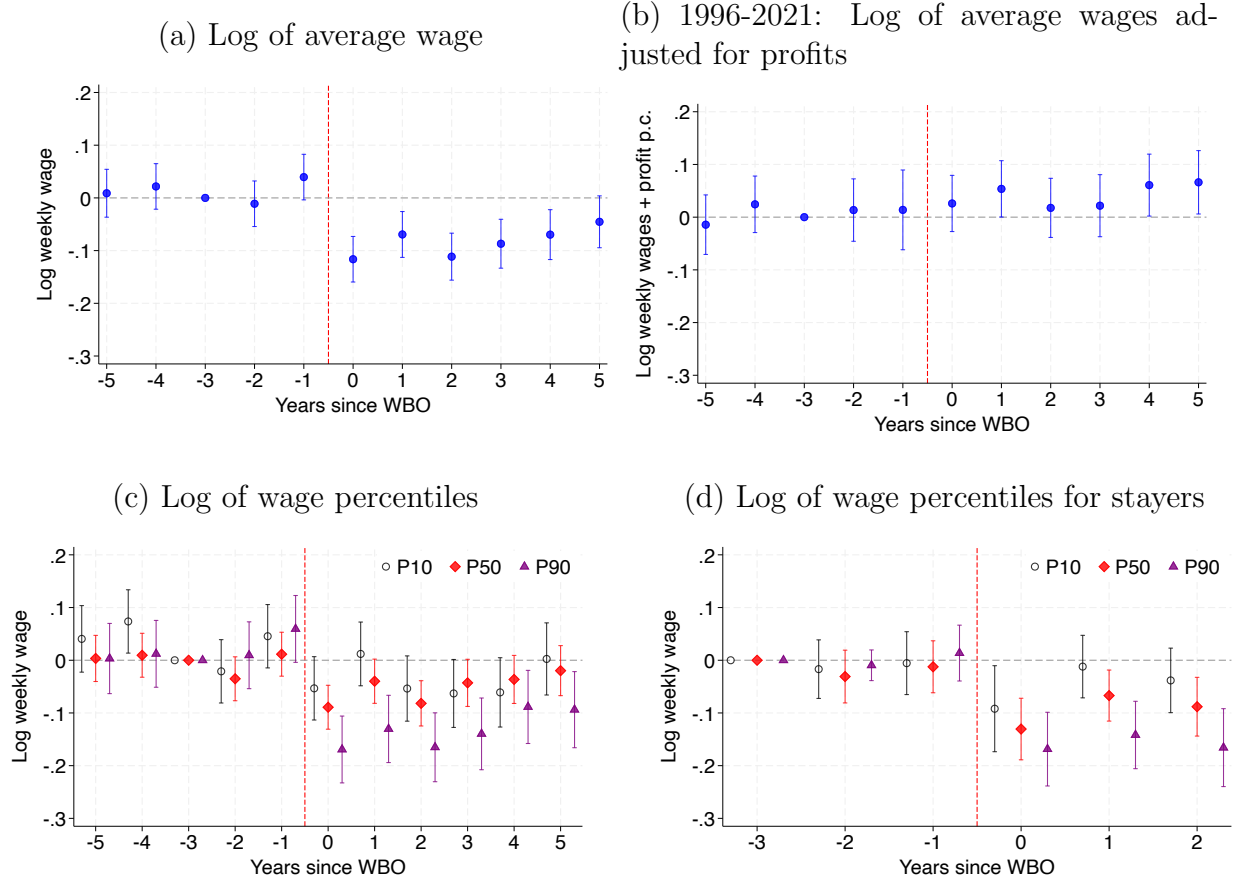 (a) Log of average wage
(b) 1996-2021: Log of average wages ad-
justed for profits
Log weekly wage
.2
.1
0
-.1
-.2
-.3
-5 -4 -3 -2 -1 0 1 2 3 4 5
Years since WBO
Log weekly wages + profit p.c.
.2
.1
0
-.1
-.2
-.3
-5 -4 -3 -2 -1 0 1 2 3 4 5
Years since WBO
(c) Log of wage percentiles
(d) Log of wage percentiles for stayers
Log weekly wage
.2
.1
0
-.1
-.2
-.3
P10 P50 P90
-5 -4 -3 -2 -1 0 1 2 3 4 5
Years since WBO
Log weekly wage
.2
.1
0
-.1
-.2
-.3
P10 P50 P90
-3 -2 -1 0 1 2
Years since WBO